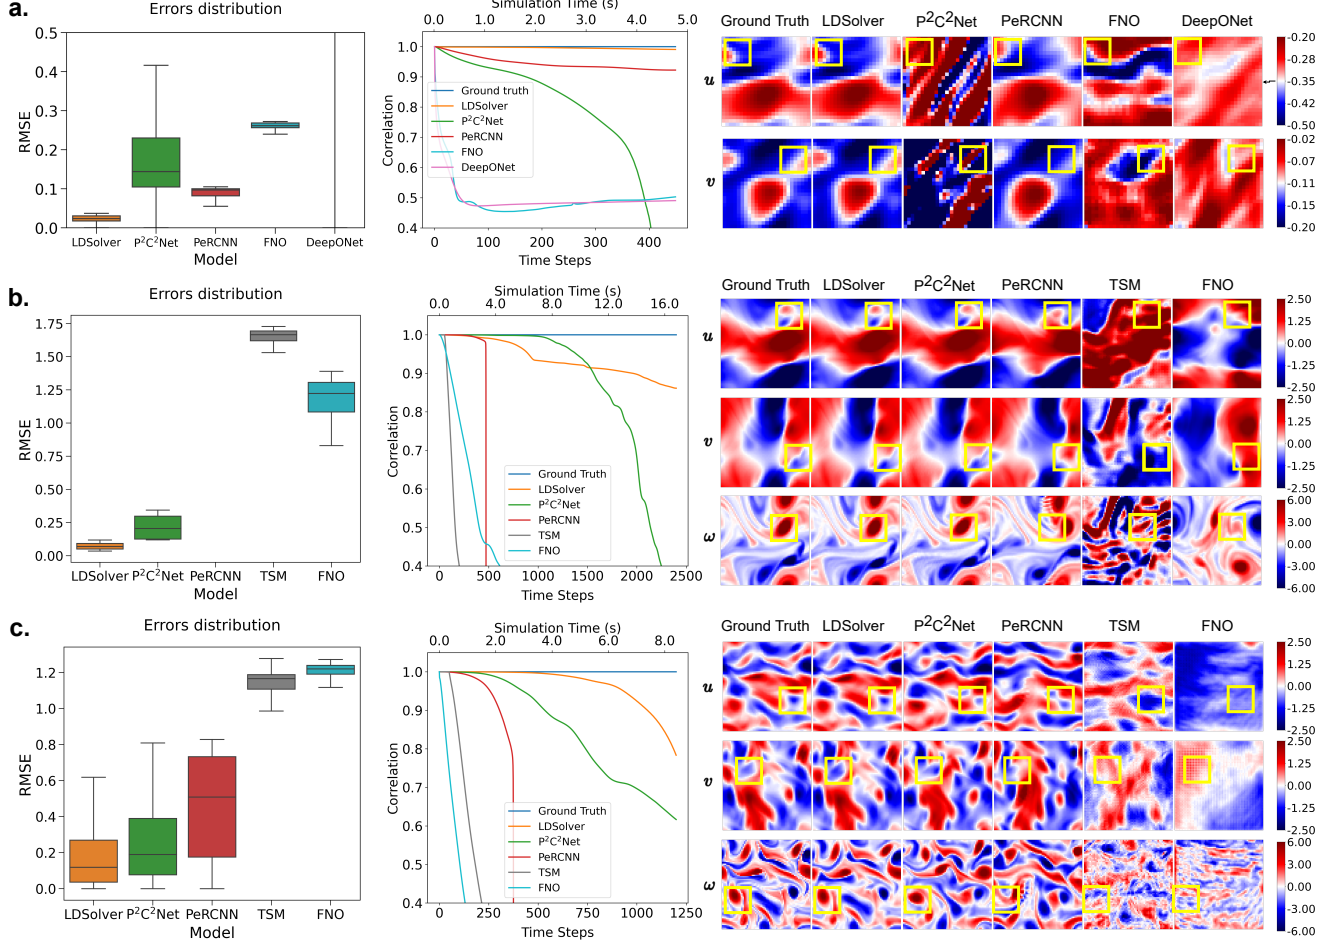 a.
Errors distribution
0.5
0.4
0.3
0.2
0.1
0.0
RMSE
LDSolver P²C²Net PeRCNN FNO DeepONet
Model
Simulation Time (s)
0.0 1.0 2.0 3.0 4.0 5.0
1.0
0.9
0.8
0.7
0.6
0.5
0.4
Correlation
Ground truth
LDSolver
P²C²Net
PeRCNN
FNO
DeepONet
0 100 200 300 400
Time Steps
Ground Truth LDSolver P²C²Net PeRCNN FNO DeepONet
u
-0.20
-0.28
-0.35
-0.42
-0.50
v
-0.02
-0.07
-0.11
-0.15
-0.20
b.
Errors distribution
1.75
1.50
1.25
1.00
0.75
0.50
0.25
0.00
RMSE
LDSolver P²C²Net PeRCNN TSM FNO
Model
Simulation Time (s)
0.0 4.0 8.0 12.0 16.0
1.0
0.9
0.8
0.7
0.6
0.5
0.4
Correlation
Ground Truth
LDSolver
P²C²Net
PeRCNN
TSM
FNO
0 500 1000 1500 2000 2500
Time Steps
Ground Truth LDSolver P²C²Net PeRCNN TSM FNO
u
2.50
1.25
0.00
-1.25
-2.50
v
2.50
1.25
0.00
-1.25
-2.50
ω
6.00
3.00
0.00
-3.00
-6.00
c.
Errors distribution
1.2
1.0
0.8
0.6
0.4
0.2
0.0
RMSE
LDSolver P²C²Net PeRCNN TSM FNO
Model
Simulation Time (s)
0.0 2.0 4.0 6.0 8.0
1.0
0.9
0.8
0.7
0.6
0.5
0.4
Correlation
Ground Truth
LDSolver
P²C²Net
PeRCNN
TSM
FNO
0 250 500 750 1000 1250
Time Steps
Ground Truth LDSolver P²C²Net PeRCNN TSM FNO
u
2.50
1.25
0.00
-1.25
-2.50
v
2.50
1.25
0.00
-1.25
-2.50
ω
6.00
3.00
0.00
-3.00
-6.00